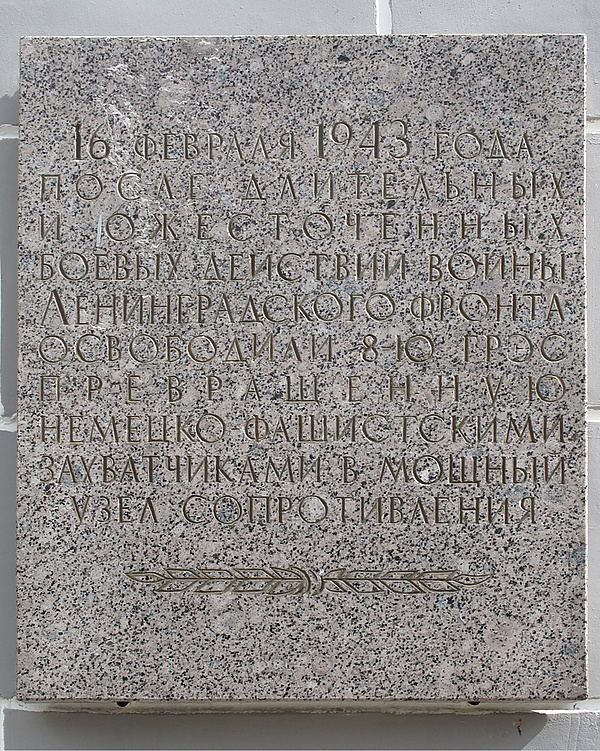 16 ФЕВРАЛЯ 1943 ГОДА
ПОСЛЕ ДЛИТЕЛЬНЫХ
И ОЖЕСТОЧЕННЫХ
БОЕВЫХ ДЕЙСТВИЙ ВОИНЫ
ЛЕНИНГРАДСКОГО ФРОНТА
ОСВОБОДИЛИ 8-Ю ГРЭС
ПРЕВРАЩЕННУЮ
НЕМЕЦКО ФАШИСТСКИМИ
ЗАХВАТЧИКАМИ В МОЩНЫЙ
УЗЕЛ СОПРОТИВЛЕНИЯ